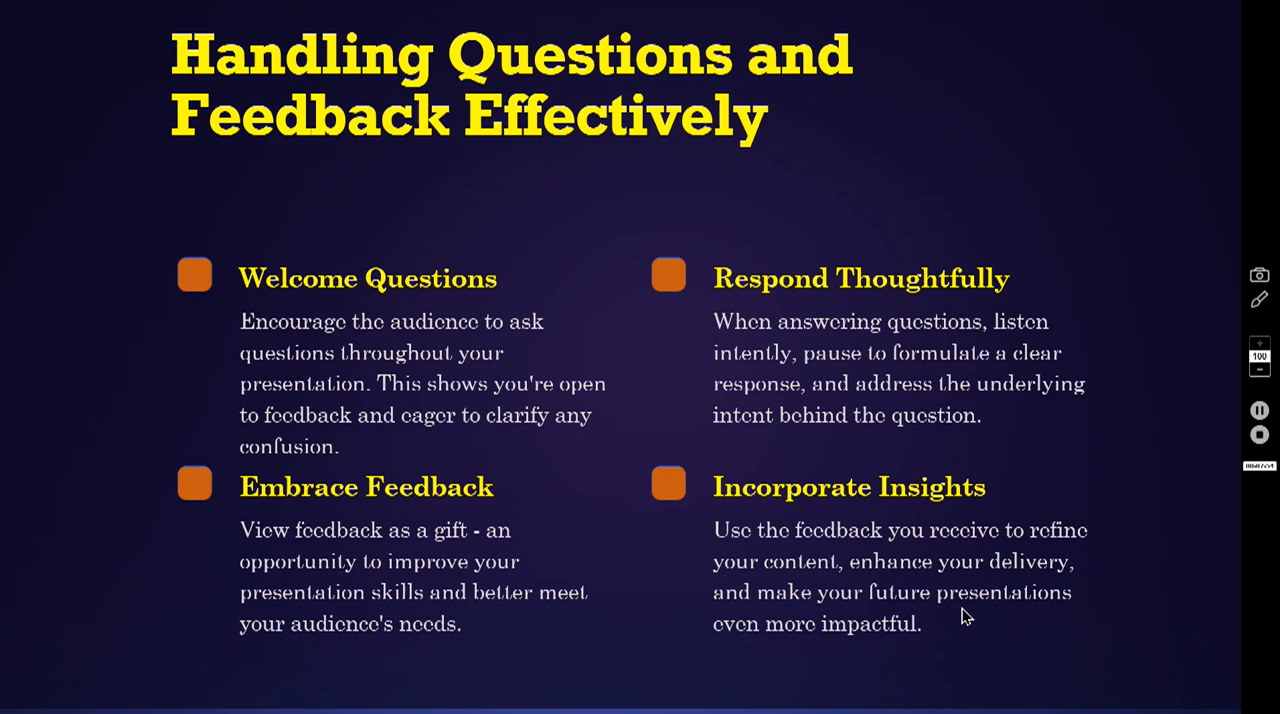 Handling Questions and
Feedback Effectively
Welcome Questions
Encourage the audience to ask
questions throughout your
presentation. This shows you're open
to feedback and eager to clarify any
confusion.
Respond Thoughtfully
When answering questions, listen
intently, pause to formulate a clear
response, and address the underlying
intent behind the question.
Embrace Feedback
View feedback as a gift - an
opportunity to improve your
presentation skills and better meet
your audience's needs.
Incorporate Insights
Use the feedback you receive to refine
your content, enhance your delivery,
and make your future presentations
even more impactful.
100